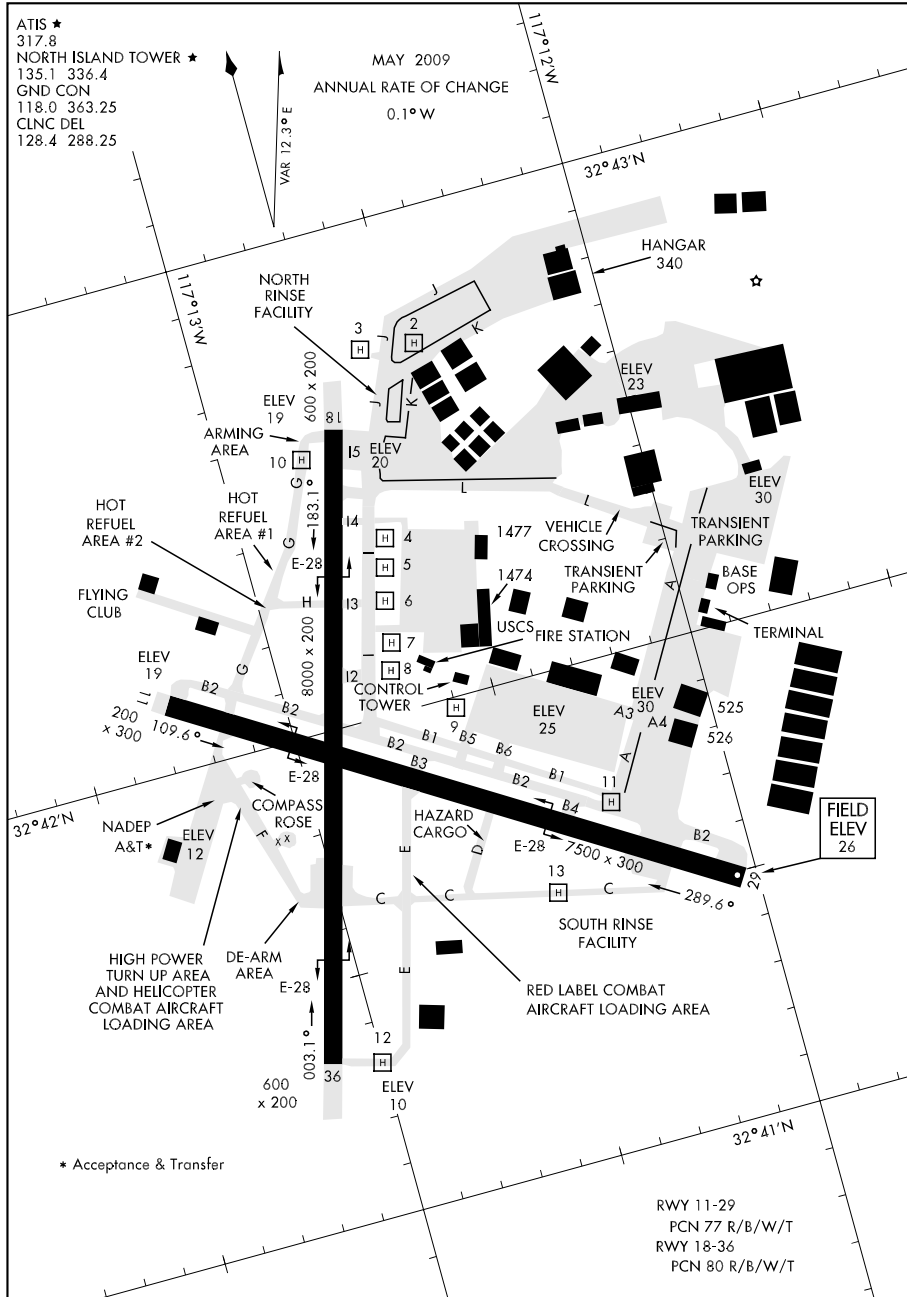 ATIS ★
317.8
NORTH ISLAND TOWER ★
135.1 336.4
GND CON
118.0 363.25
CLNC DEL
128.4 288.25
VAR 12.3° E
MAY 2009
ANNUAL RATE OF CHANGE
0.1° W
117°12'W
32°43'N
117°13'W
HANGAR
340
NORTH
RINSE
FACILITY
J
3
H
2
H
J
K
J
K
600 x 200
ELEV
23
ELEV
19
18
ARMING
AREA
10
H
I5
ELEV
20
ELEV
30
G
L
L
183.1°
HOT
REFUEL
AREA #1
HOT
REFUEL
AREA #2
G
I4
H
4
1477
VEHICLE
CROSSING
TRANSIENT
PARKING
TRANSIENT
PARKING
E-28
H
5
1474
A
BASE
OPS
FLYING
CLUB
H
I3
H
6
USCS
FIRE STATION
TERMINAL
8000 x 200
H
7
G
I2
H
8
CONTROL
TOWER
ELEV
19
11
B2
B2
H
9
ELEV
25
ELEV
30
A3
A4
525
526
200
x 300
109.6°
B2
B1
B5
B6
B3
A
E-28
B2
B1
11
H
B4
32°42'N
COMPASS
ROSE
NADEP
A&T*
ELEV
12
F
x x
HAZARD
CARGO
E
D
E-28
7500 x 300
B2
FIELD
ELEV
26
29
13
H
C
C
C
289.6°
SOUTH RINSE
FACILITY
HIGH POWER
TURN UP AREA
AND HELICOPTER
COMBAT AIRCRAFT
LOADING AREA
DE-ARM
AREA
E
E-28
RED LABEL COMBAT
AIRCRAFT LOADING AREA
003.1°
12
H
36
600
x 200
ELEV
10
32°41'N
* Acceptance & Transfer
RWY 11-29
PCN 77 R/B/W/T
RWY 18-36
PCN 80 R/B/W/T